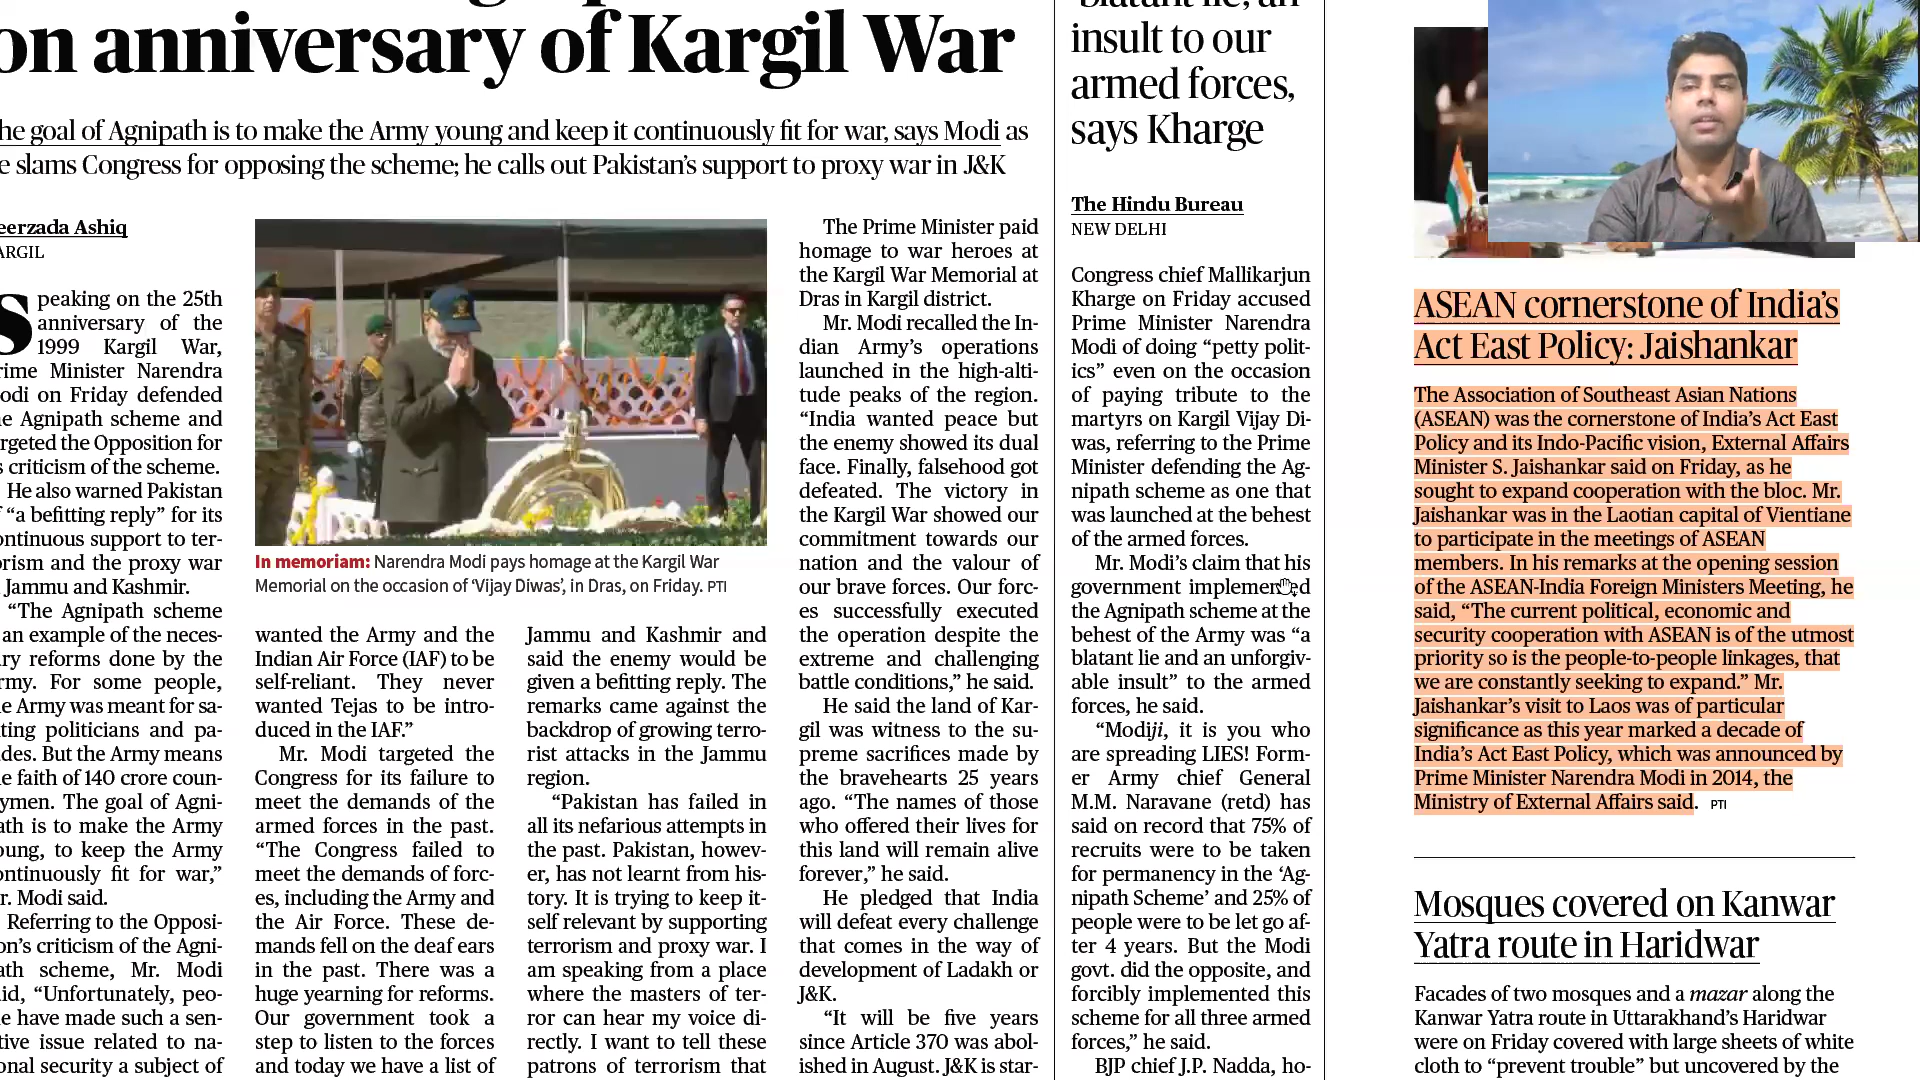 on anniversary of Kargil War
he goal of Agnipath is to make the Army young and keep it continuously fit for war, says Modi as
e slams Congress for opposing the scheme; he calls out Pakistan's support to proxy war in J&K
eerzada Ashiq
ARGIL
Speaking on the 25th
anniversary of the
1999 Kargil War,
rime Minister Narendra
odi on Friday defended
he Agnipath scheme and
rgeted the Opposition for
s criticism of the scheme.
He also warned Pakistan
f “a befitting reply” for its
ontinuous support to ter-
orism and the proxy war
Jammu and Kashmir.
“The Agnipath scheme
an example of the neces-
ry reforms done by the
rmy. For some people,
he Army was meant for sa-
ting politicians and pa-
des. But the Army means
he faith of 140 crore coun-
ymen. The goal of Agni-
ath is to make the Army
oung, to keep the Army
ontinuously fit for war,”
r. Modi said.
Referring to the Opposi-
on's criticism of the Agni-
ath scheme, Mr. Modi
id, “Unfortunately, peo-
e have made such a sen-
tive issue related to na-
onal security a subject of
In memoriam: Narendra Modi pays homage at the Kargil War
Memorial on the occasion of ‘Vijay Diwas’, in Dras, on Friday. PTI
wanted the Army and the
Indian Air Force (IAF) to be
self-reliant. They never
wanted Tejas to be intro-
duced in the IAF.”
Mr. Modi targeted the
Congress for its failure to
meet the demands of the
armed forces in the past.
“The Congress failed to
meet the demands of forc-
es, including the Army and
the Air Force. These de-
mands fell on the deaf ears
in the past. There was a
huge yearning for reforms.
Our government took a
step to listen to the forces
and today we have a list of
Jammu and Kashmir and
said the enemy would be
given a befitting reply. The
remarks came against the
backdrop of growing terro-
rist attacks in the Jammu
region.
“Pakistan has failed in
all its nefarious attempts in
the past. Pakistan, howev-
er, has not learnt from his-
tory. It is trying to keep it-
self relevant by supporting
terrorism and proxy war. I
am speaking from a place
where the masters of ter-
ror can hear my voice di-
rectly. I want to tell these
patrons of terrorism that
The Prime Minister paid
homage to war heroes at
the Kargil War Memorial at
Dras in Kargil district.
Mr. Modi recalled the In-
dian Army's operations
launched in the high-alti-
tude peaks of the region.
“India wanted peace but
the enemy showed its dual
face. Finally, falsehood got
defeated. The victory in
the Kargil War showed our
commitment towards our
nation and the valour of
our brave forces. Our forc-
es successfully executed
the operation despite the
extreme and challenging
battle conditions,” he said.
He said the land of Kar-
gil was witness to the su-
preme sacrifices made by
the bravehearts 25 years
ago. “The names of those
who offered their lives for
this land will remain alive
forever,” he said.
He pledged that India
will defeat every challenge
that comes in the way of
development of Ladakh or
J&K.
“It will be five years
since Article 370 was abol-
ished in August. J&K is star-
‘blatant lie, an
insult to our
armed forces,
says Kharge
The Hindu Bureau
NEW DELHI
Congress chief Mallikarjun
Kharge on Friday accused
Prime Minister Narendra
Modi of doing “petty polit-
ics” even on the occasion
of paying tribute to the
martyrs on Kargil Vijay Di-
was, referring to the Prime
Minister defending the Ag-
nipath scheme as one that
was launched at the behest
of the armed forces.
Mr. Modi's claim that his
government implemented
the Agnipath scheme at the
behest of the Army was “a
blatant lie and an unforgiv-
able insult” to the armed
forces, he said.
“Modiji, it is you who
are spreading LIES! Form-
er Army chief General
M.M. Naravane (retd) has
said on record that 75% of
recruits were to be taken
for permanency in the ‘Ag-
nipath Scheme’ and 25% of
people were to be let go af-
ter 4 years. But the Modi
govt. did the opposite, and
forcibly implemented this
scheme for all three armed
forces,” he said.
BJP chief J.P. Nadda, ho-
ASEAN cornerstone of India's
Act East Policy: Jaishankar
The Association of Southeast Asian Nations
(ASEAN) was the cornerstone of India's Act East
Policy and its Indo-Pacific vision, External Affairs
Minister S. Jaishankar said on Friday, as he
sought to expand cooperation with the bloc. Mr.
Jaishankar was in the Laotian capital of Vientiane
to participate in the meetings of ASEAN
members. In his remarks at the opening session
of the ASEAN-India Foreign Ministers Meeting, he
said, “The current political, economic and
security cooperation with ASEAN is of the utmost
priority so is the people-to-people linkages, that
we are constantly seeking to expand.” Mr.
Jaishankar's visit to Laos was of particular
significance as this year marked a decade of
India's Act East Policy, which was announced by
Prime Minister Narendra Modi in 2014, the
Ministry of External Affairs said. PTI
Mosques covered on Kanwar
Yatra route in Haridwar
Facades of two mosques and a mazar along the
Kanwar Yatra route in Uttarakhand's Haridwar
were on Friday covered with large sheets of white
cloth to “prevent trouble” but uncovered by the